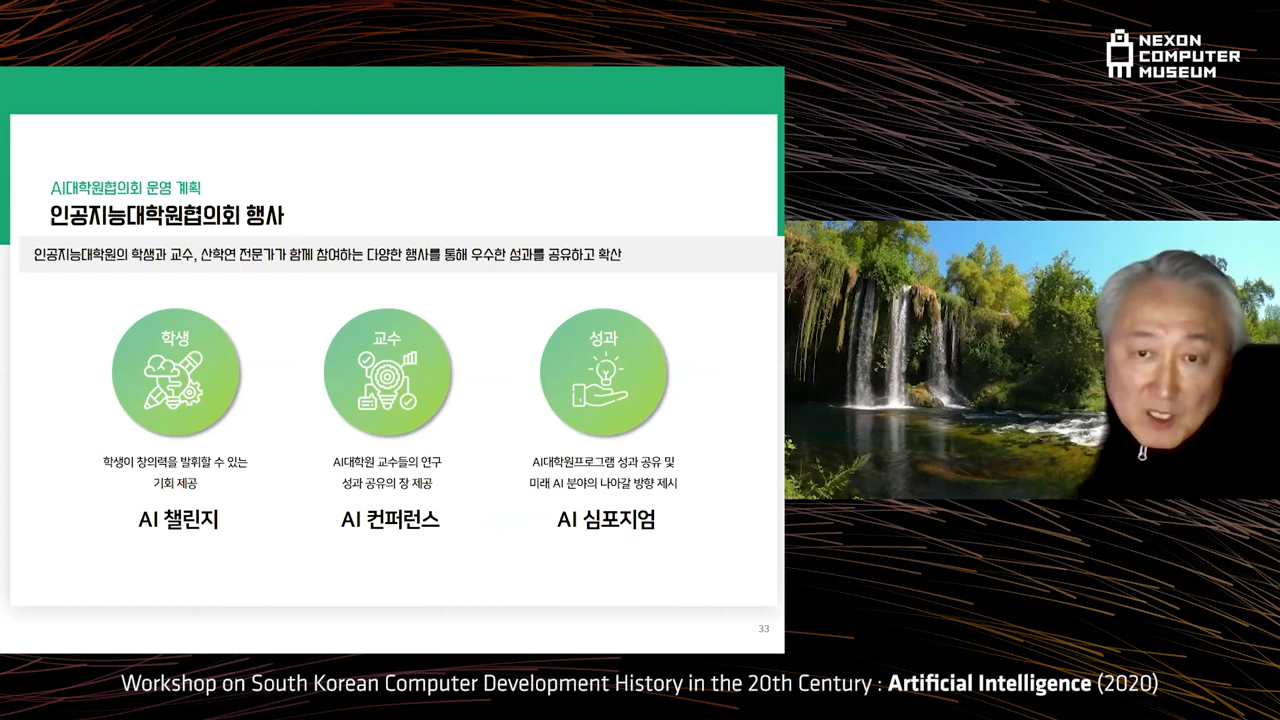 NEXON
COMPUTER
MUSEUM
AI대학원협의회 운영 계획
인공지능대학원협의회 행사
인공지능대학원의 학생과 교수, 산학연 전문가가 함께 참여하는 다양한 행사를 통해 우수한 성과를 공유하고 확산
학생
학생이 창의력을 발휘할 수 있는
기회 제공
AI 챌린지
교수
AI대학원 교수들의 연구
성과 공유의 장 제공
AI 컨퍼런스
성과
AI대학원프로그램 성과 공유 및
미래 AI 분야의 나아갈 방향 제시
AI 심포지엄
33
Workshop on South Korean Computer Development History in the 20th Century : Artificial Intelligence (2020)